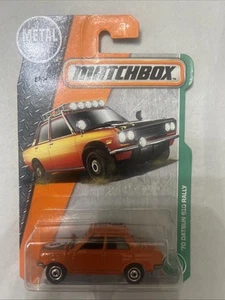 METAL
MATCHBOX
'70 DATSUN 510 RALLY